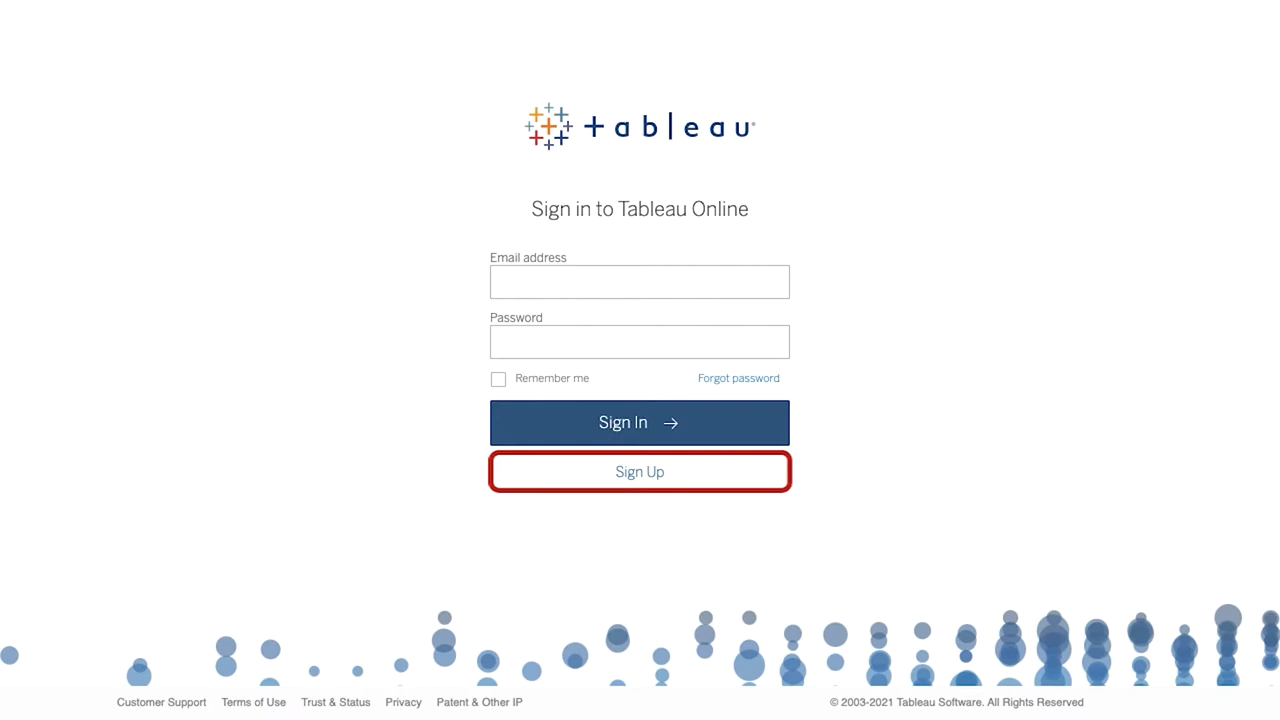 +ableau®
Sign in to Tableau Online
Email address
Password
Remember me
Forgot password
Sign In →
Sign Up
Customer Support
Terms of Use
Trust & Status
Privacy
Patent & Other IP
© 2003-2021 Tableau Software. All Rights Reserved